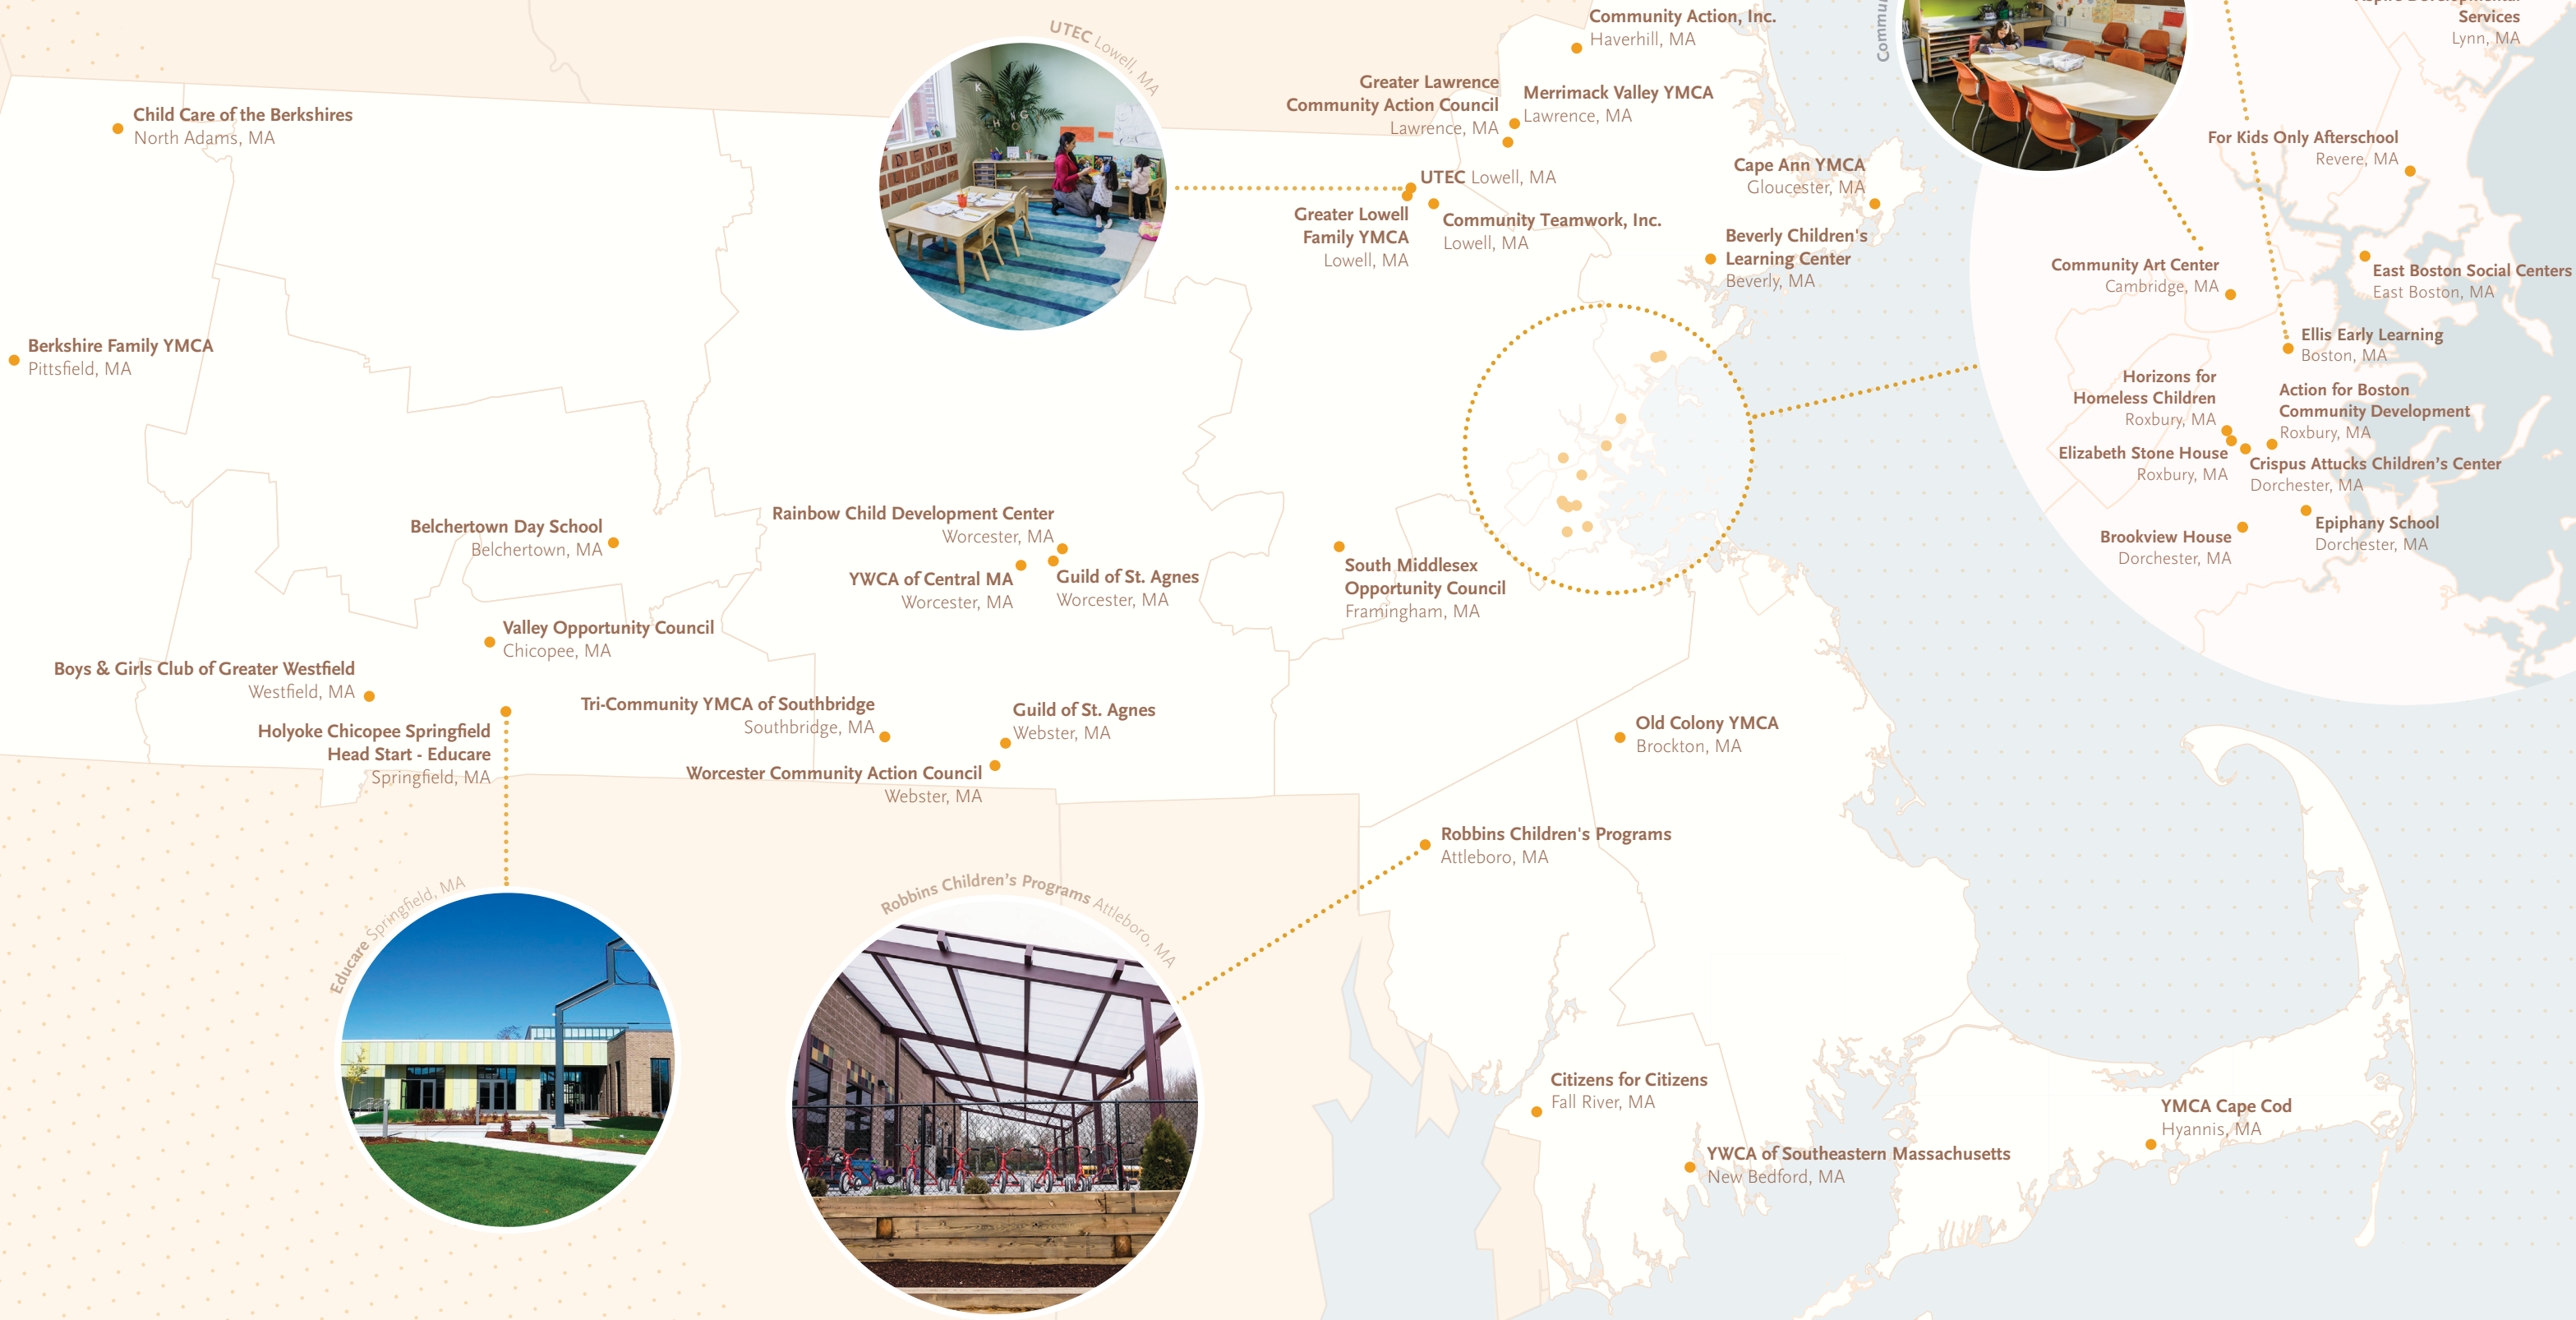 Community Action, Inc.
Haverhill, MA
Services
Lynn, MA
UTEC Lowell, MA
Greater Lawrence
Community Action Council
Lawrence, MA
Merrimack Valley YMCA
Lawrence, MA
Child Care of the Berkshires
North Adams, MA
For Kids Only Afterschool
Revere, MA
UTEC Lowell, MA
Cape Ann YMCA
Gloucester, MA
Greater Lowell
Family YMCA
Lowell, MA
Community Teamwork, Inc.
Lowell, MA
Beverly Children's
Learning Center
Beverly, MA
Community Art Center
Cambridge, MA
East Boston Social Centers
East Boston, MA
Berkshire Family YMCA
Pittsfield, MA
Ellis Early Learning
Boston, MA
Horizons for
Homeless Children
Roxbury, MA
Action for Boston
Community Development
Roxbury, MA
Elizabeth Stone House
Roxbury, MA
Crispus Attucks Children’s Center
Dorchester, MA
Epiphany School
Dorchester, MA
Brookview House
Dorchester, MA
Belchertown Day School
Belchertown, MA
Rainbow Child Development Center
Worcester, MA
YWCA of Central MA
Worcester, MA
Guild of St. Agnes
Worcester, MA
South Middlesex
Opportunity Council
Framingham, MA
Valley Opportunity Council
Chicopee, MA
Boys & Girls Club of Greater Westfield
Westfield, MA
Holyoke Chicopee Springfield
Head Start - Educare
Springfield, MA
Tri-Community YMCA of Southbridge
Southbridge, MA
Guild of St. Agnes
Webster, MA
Worcester Community Action Council
Webster, MA
Old Colony YMCA
Brockton, MA
Robbins Children's Programs
Attleboro, MA
Educare Springfield, MA
Robbins Children’s Programs Attleboro, MA
Citizens for Citizens
Fall River, MA
YWCA of Southeastern Massachusetts
New Bedford, MA
YMCA Cape Cod
Hyannis, MA